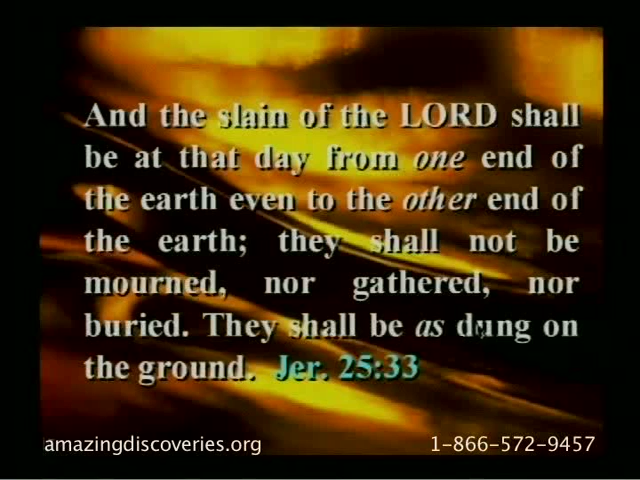 And the slain of the LORD shall
be at that day from one end of
the earth even to the other end of
the earth; they shall not be
mourned, nor gathered, nor
buried. They shall be as dung on
the ground. Jer. 25:33
amazingdiscoveries.org 1-866-572-9457